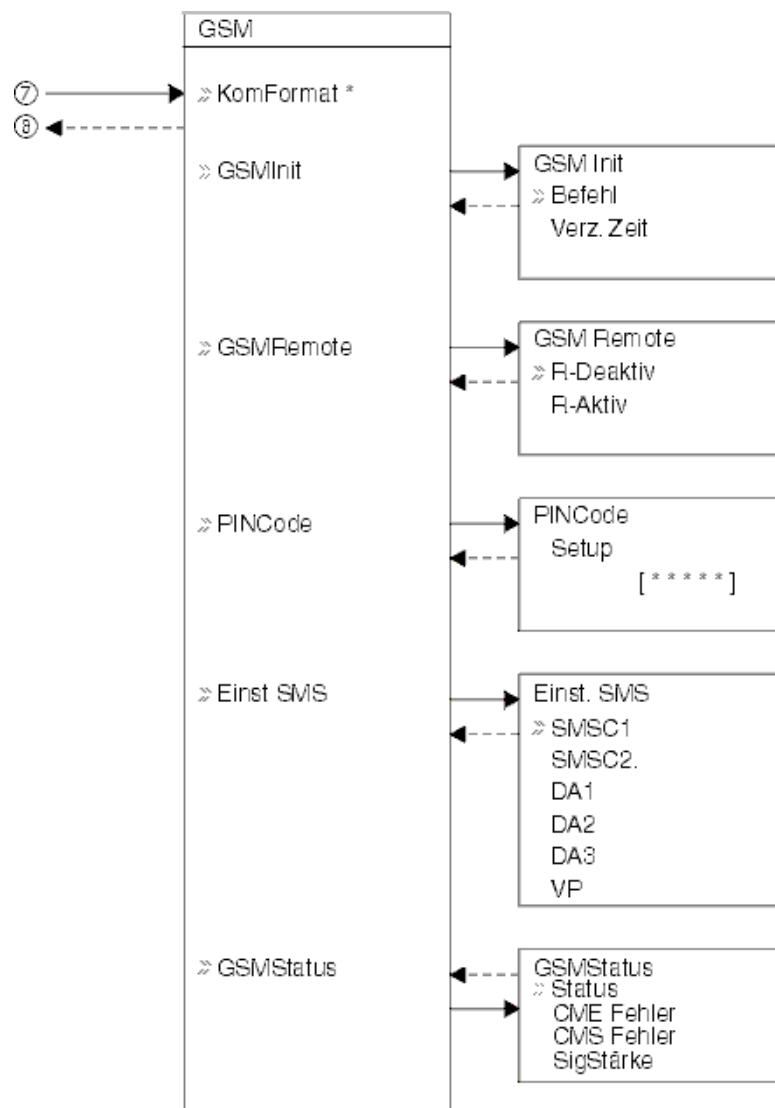 GSM
⑦ » KomFormat *
⑧
» GSMInit
GSM Init
» Befehl
Verz. Zeit
» GSMRemote
GSM Remote
» R-Deaktiv
R-Aktiv
» PINCode
PINCode
Setup
[ * * * * * ]
» Einst SMS
Einst. SMS
» SMSC1
SMSC2.
DA1
DA2
DA3
VP
» GSMStatus
GSMStatus
» Status
CME Fehler
CMS Fehler
SigStärke